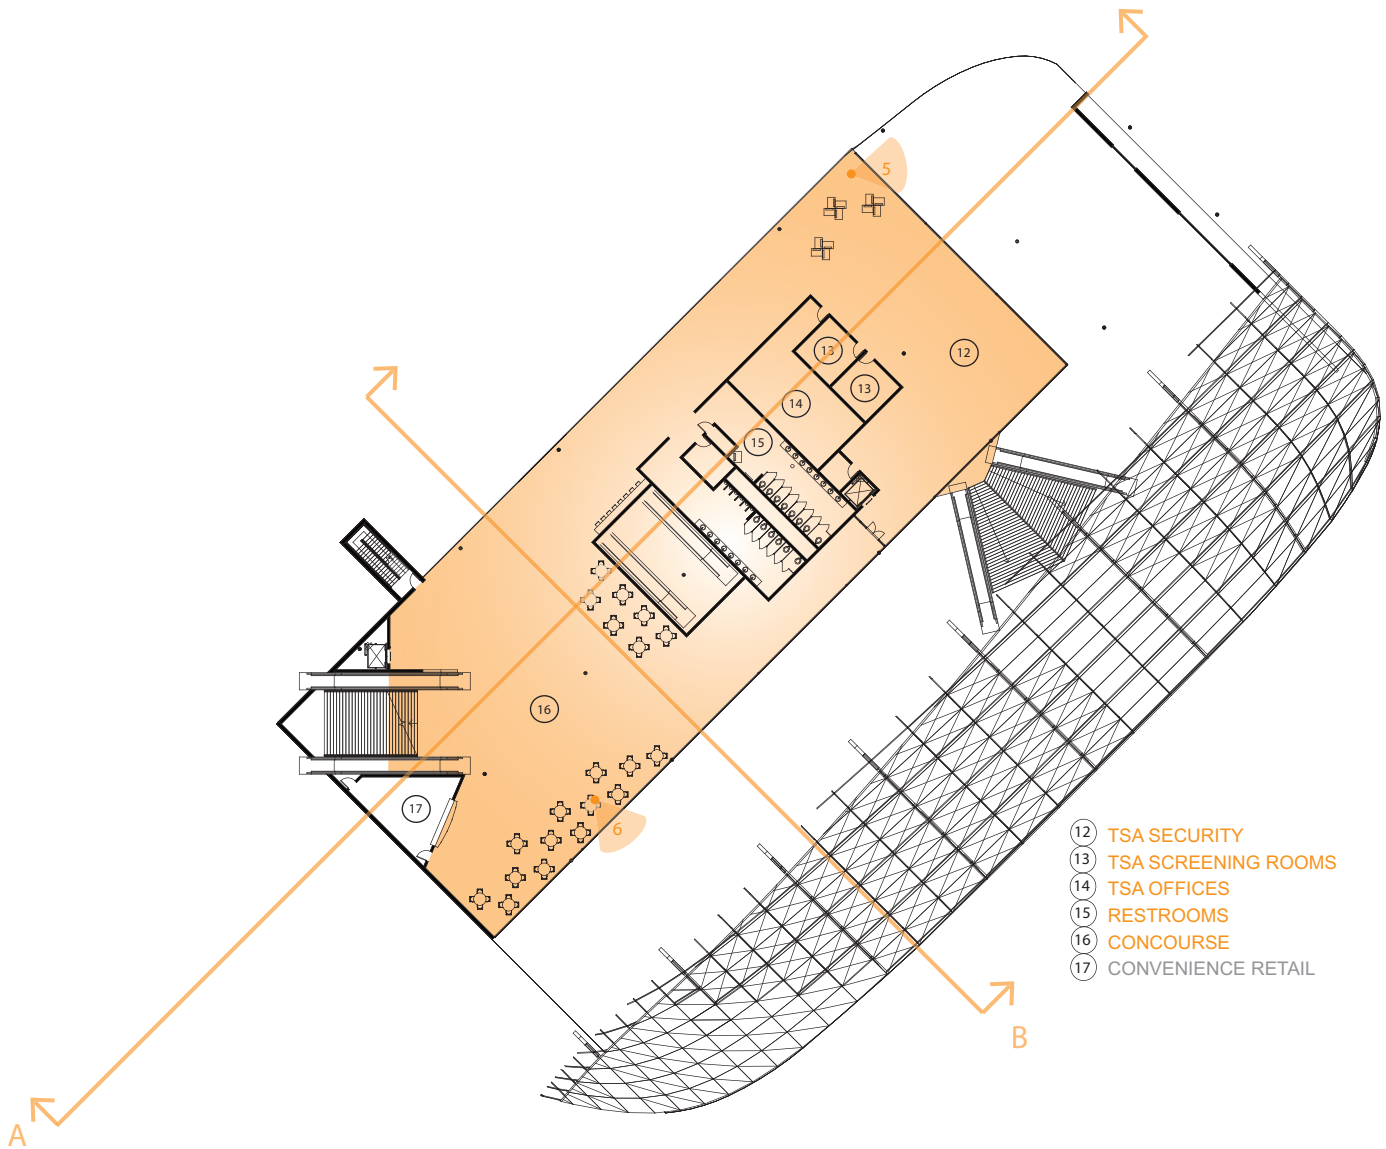 5
13
12
13
14
15
16
17
6
12 TSA SECURITY
13 TSA SCREENING ROOMS
14 TSA OFFICES
15 RESTROOMS
16 CONCOURSE
17 CONVENIENCE RETAIL
B
A